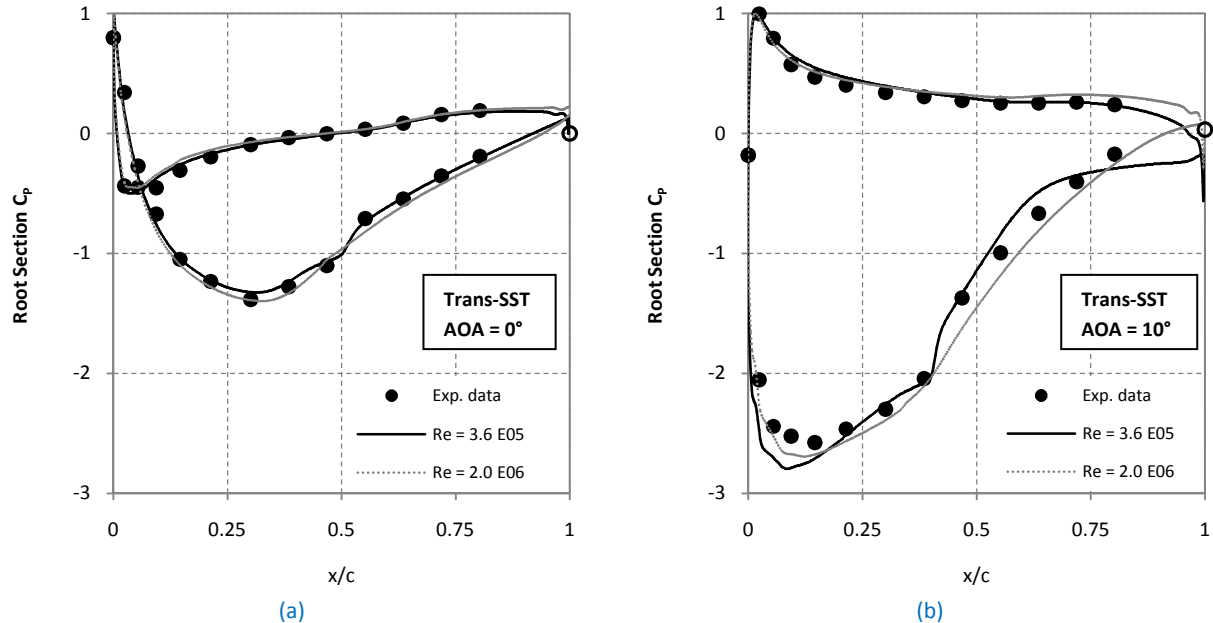 1
0
-1
-2
-3
Root Section CP
0
0.25
0.5
0.75
1
x/c
Trans-SST
AOA = 0°
Exp. data
Re = 3.6 E05
Re = 2.0 E06
(a)
1
0
-1
-2
-3
Root Section CP
0
0.25
0.5
0.75
1
x/c
Trans-SST
AOA = 10°
Exp. data
Re = 3.6 E05
Re = 2.0 E06
(b)